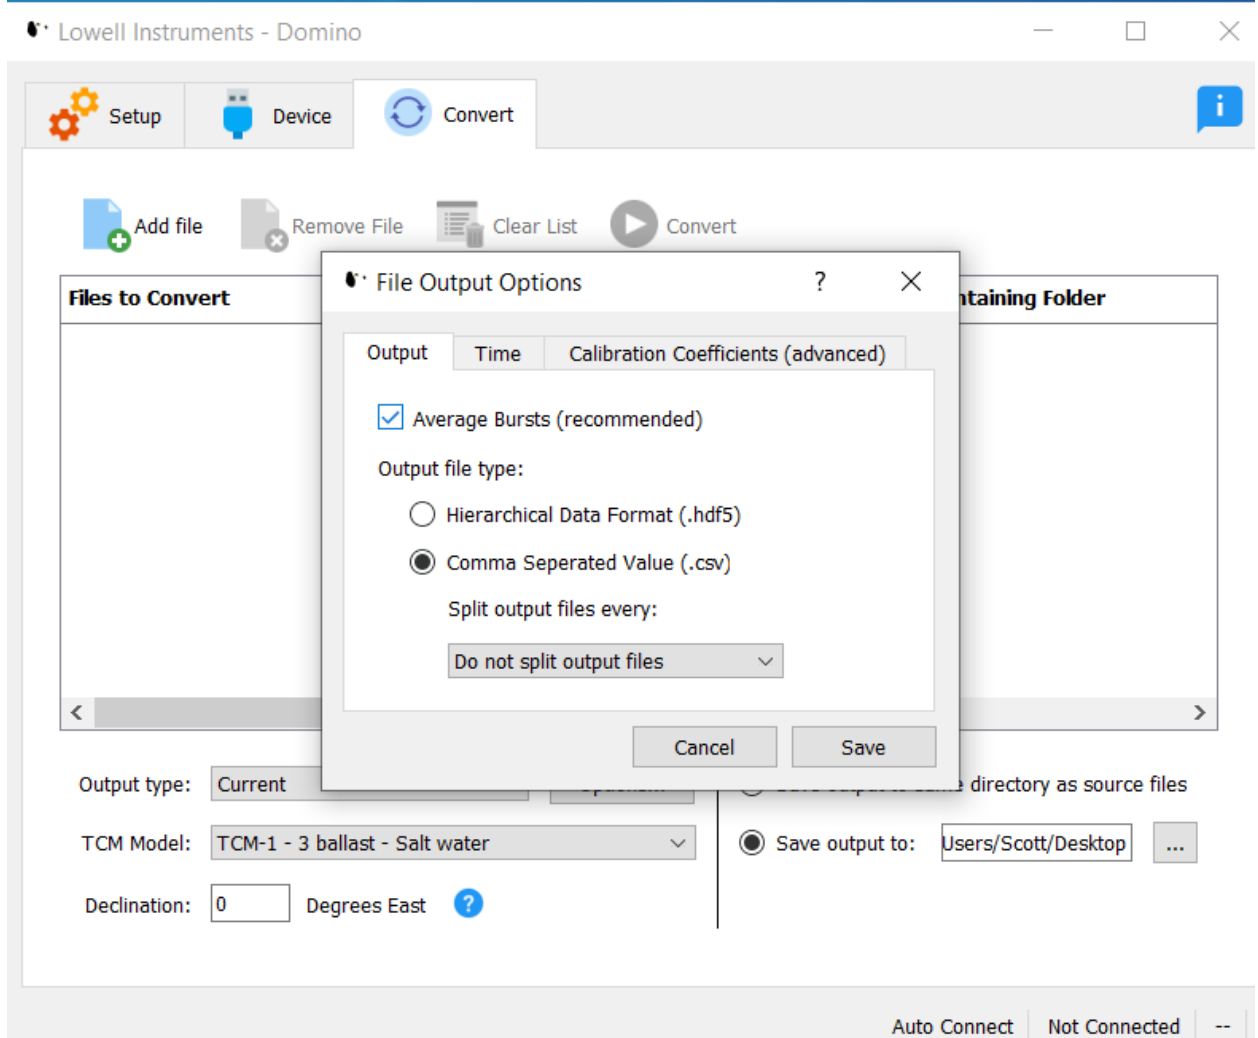 Lowell Instruments - Domino
Setup
Device
Convert
i
Add file
Remove File
Clear List
Convert
Files to Convert
ntaining Folder
File Output Options
?
Output
Time
Calibration Coefficients (advanced)
Average Bursts (recommended)
Output file type:
Hierarchical Data Format (.hdf5)
Comma Seperated Value (.csv)
Split output files every:
Do not split output files
Cancel
Save
Output type:
Current
directory as source files
TCM Model:
TCM-1 - 3 ballast - Salt water
Save output to:
Users/Scott/Desktop
...
Declination:
0
Degrees East
?
Auto Connect
Not Connected
--